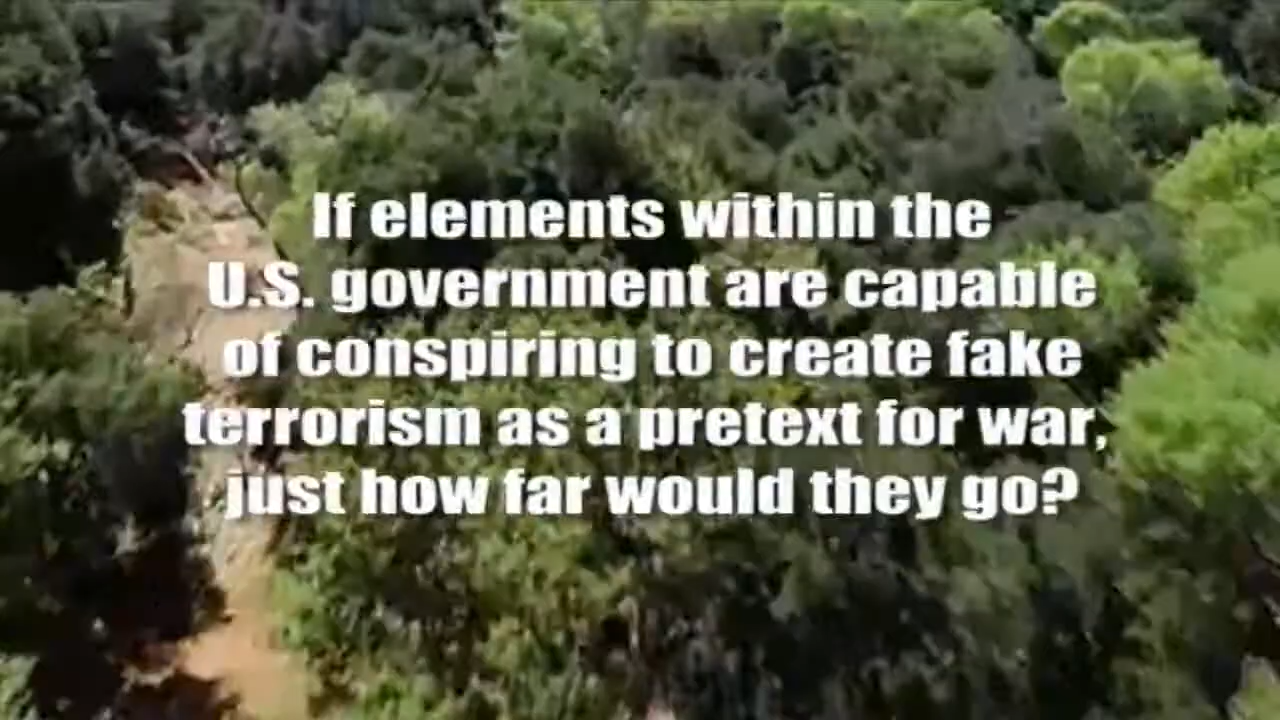 If elements within the
U.S. government are capable
of conspiring to create fake
terrorism as a pretext for war,
just how far would they go?